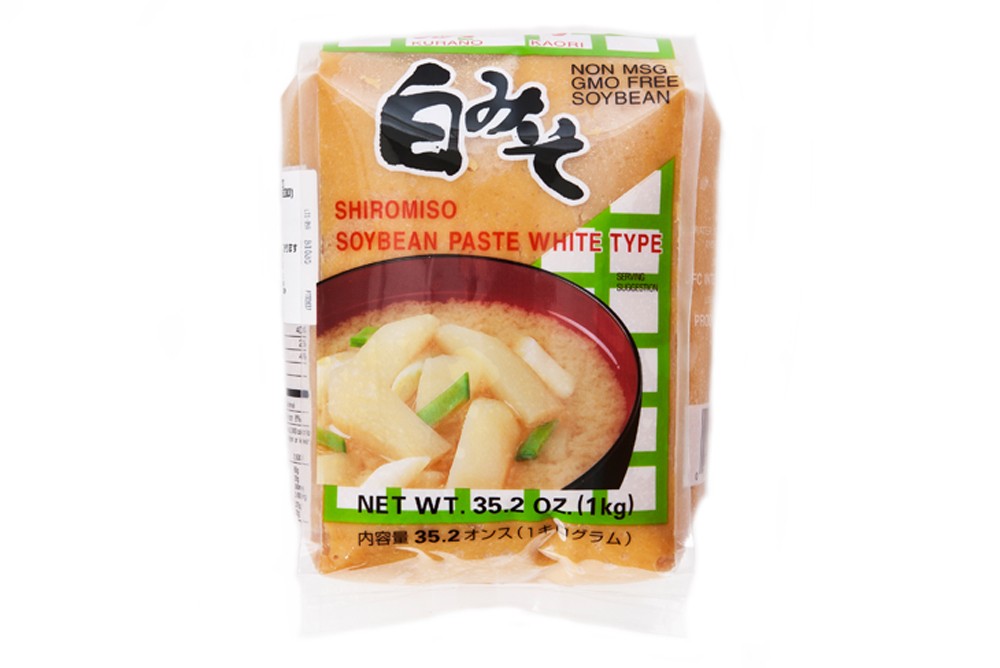 KURANO KAORI
白みそ
NON MSG
GMO FREE
SOYBEAN
SHIROMISO
SOYBEAN PASTE WHITE TYPE
SERVING
SUGGESTION
NET WT. 35.2 OZ. (1kg)
内容量 35.2 オンス (1キログラム)